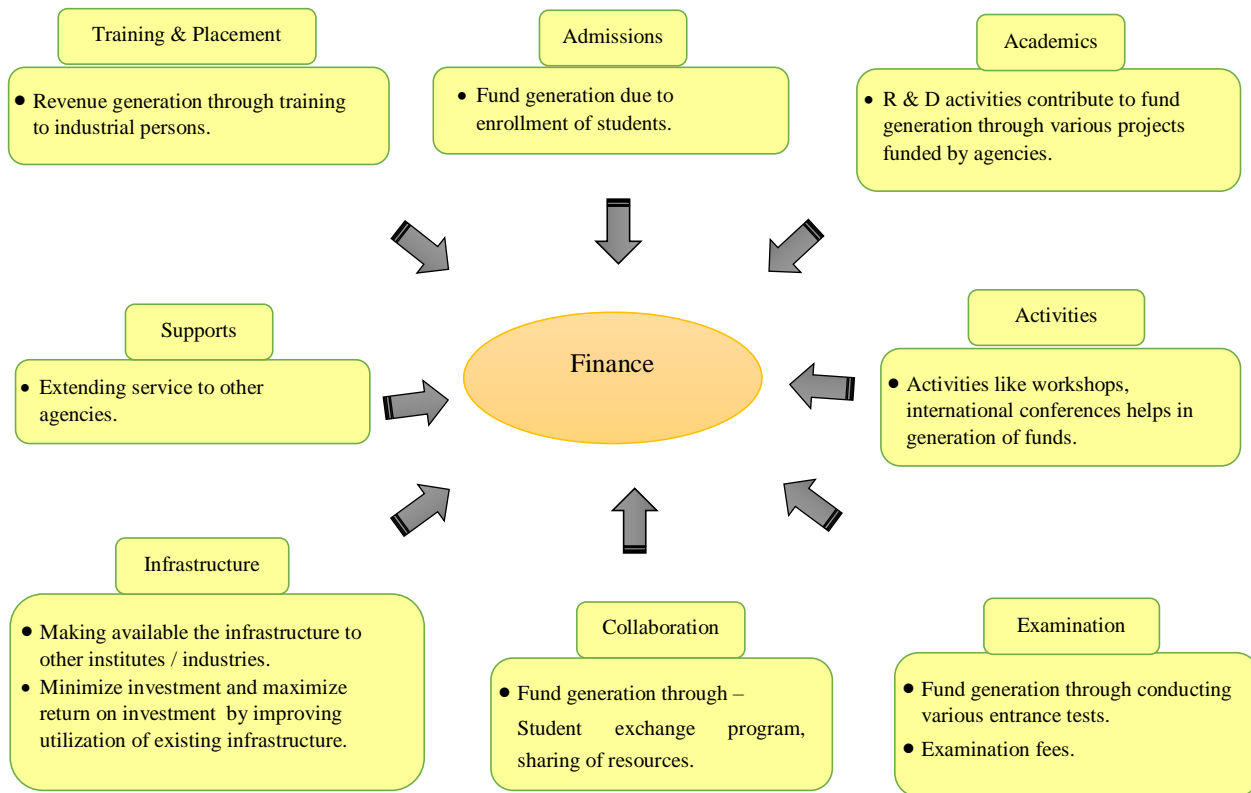 Training & Placement
• Revenue generation through training
to industrial persons.
Admissions
• Fund generation due to
enrollment of students.
Academics
• R & D activities contribute to fund
generation through various projects
funded by agencies.
Supports
• Extending service to other
agencies.
Finance
Activities
• Activities like workshops,
international conferences helps in
generation of funds.
Infrastructure
• Making available the infrastructure to
other institutes / industries.
• Minimize investment and maximize
return on investment by improving
utilization of existing infrastructure.
Collaboration
• Fund generation through –
Student exchange program,
sharing of resources.
Examination
• Fund generation through conducting
various entrance tests.
• Examination fees.